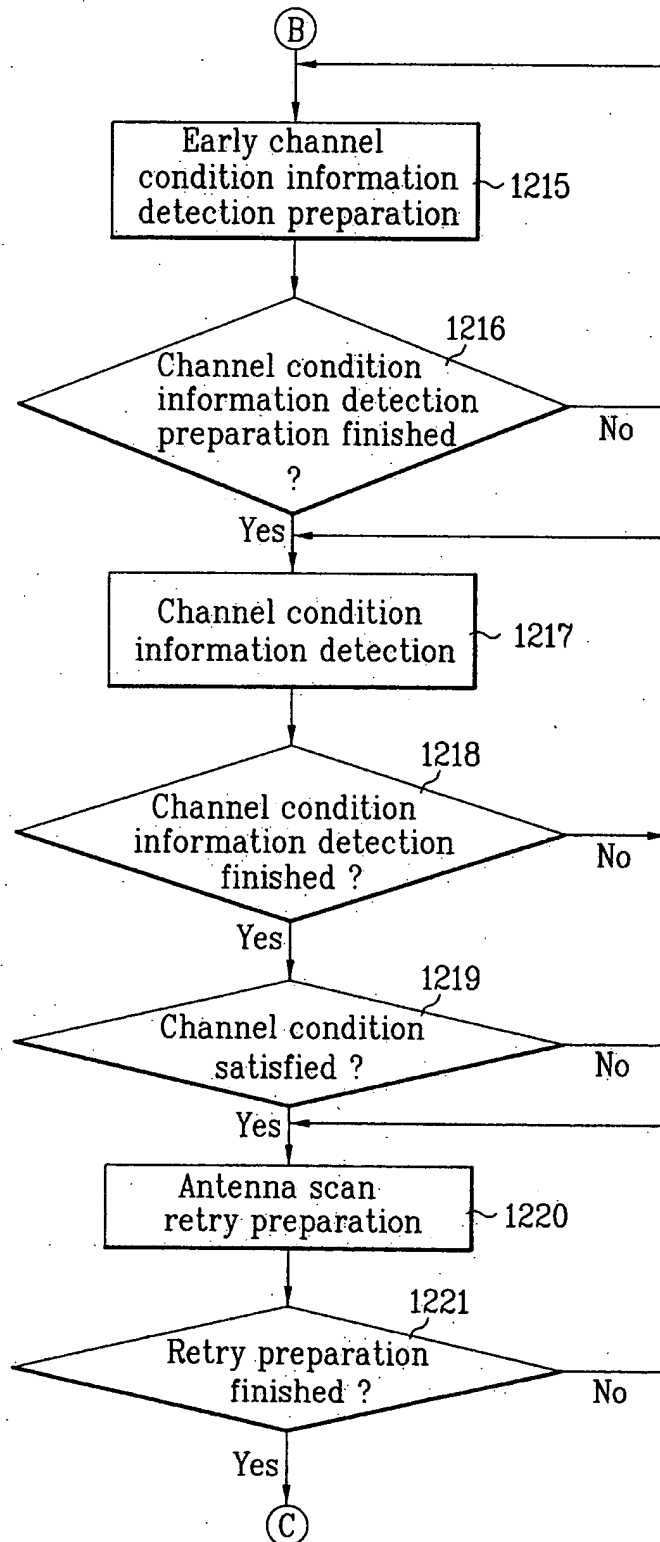 B
Early channel
condition information
detection preparation
1215
1216
Channel condition
information detection
preparation finished
?
No
Yes
Channel condition
information detection
1217
1218
Channel condition
information detection
finished ?
No
Yes
1219
Channel condition
satisfied ?
No
Yes
Antenna scan
retry preparation
1220
1221
Retry preparation
finished ?
No
Yes
C